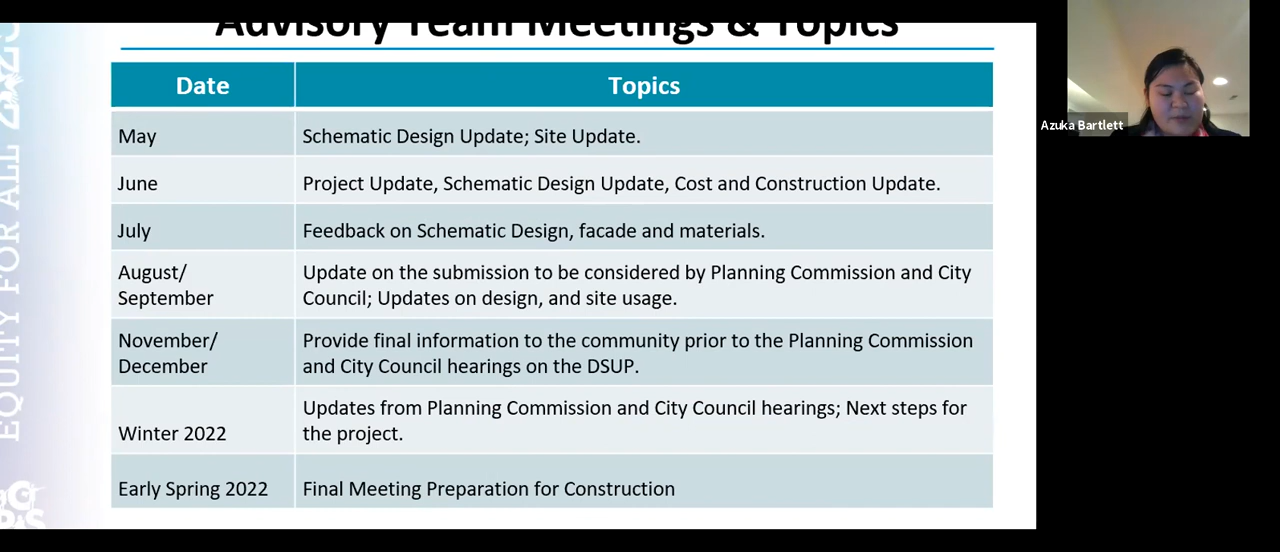 Advisory Team Meetings & Topics
Date Topics
May Schematic Design Update; Site Update.
June Project Update, Schematic Design Update, Cost and Construction Update.
July Feedback on Schematic Design, facade and materials.
August/
September
Update on the submission to be considered by Planning Commission and City
Council; Updates on design, and site usage.
November/
December
Provide final information to the community prior to the Planning Commission
and City Council hearings on the DSUP.
Winter 2022
Updates from Planning Commission and City Council hearings; Next steps for
the project.
Early Spring 2022 Final Meeting Preparation for Construction
EQUITY FOR ALL
Azuka Bartlett